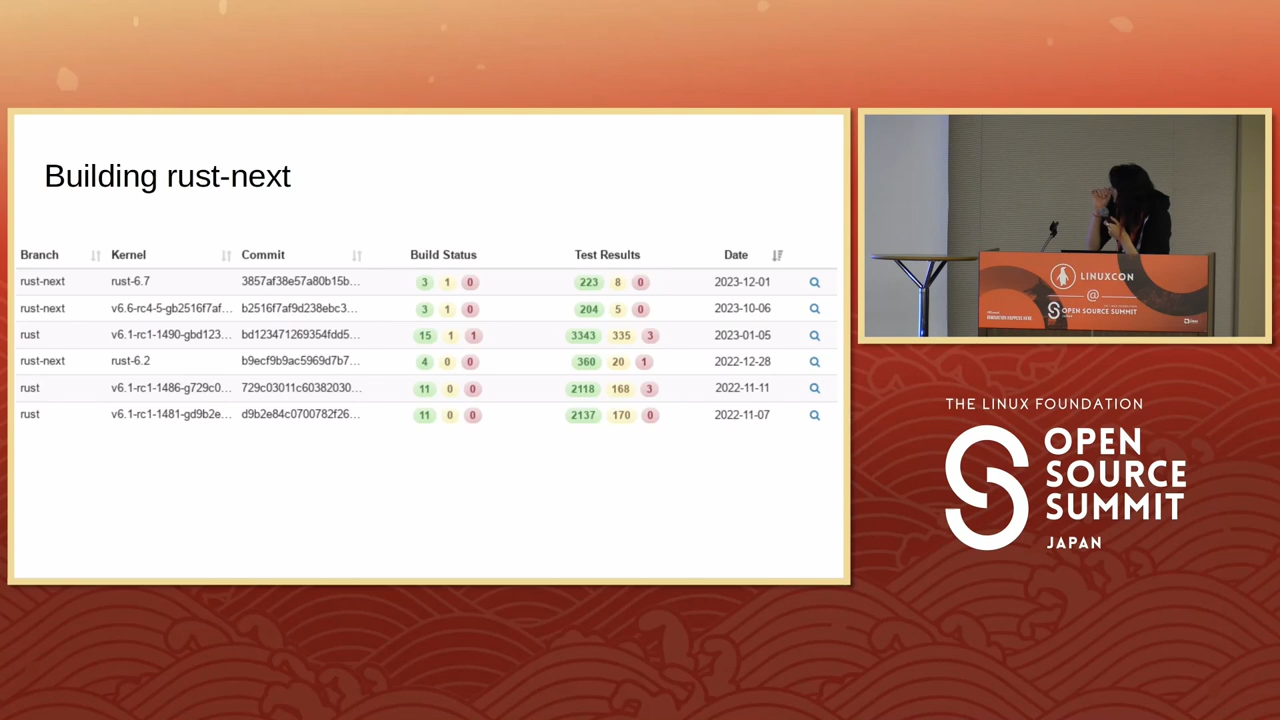 Building rust-next
Branch Kernel Commit Build Status Test Results Date
rust-next rust-6.7 3857af38e57a80b15b... 3 1 0 223 8 0 2023-12-01
rust-next v6.6-rc4-5-gb2516f7af... b2516f7af9d238ebc3... 3 1 0 204 5 0 2023-10-06
rust v6.1-rc1-1490-gbd123... bd123471269354fdd5... 15 1 1 3343 335 3 2023-01-05
rust-next rust-6.2 b9ecf9b9ac5969d7b7... 4 0 0 360 20 1 2022-12-28
rust v6.1-rc1-1486-g729c0... 729c03011c60382030... 11 0 0 2118 168 3 2022-11-11
rust v6.1-rc1-1481-gd9b2e... d9b2e84c0700782f26... 11 0 0 2137 170 0 2022-11-07
LINUXCON
@
OPEN SOURCE SUMMIT
THE LINUX FOUNDATION
OPEN
SOURCE
SUMMIT
JAPAN